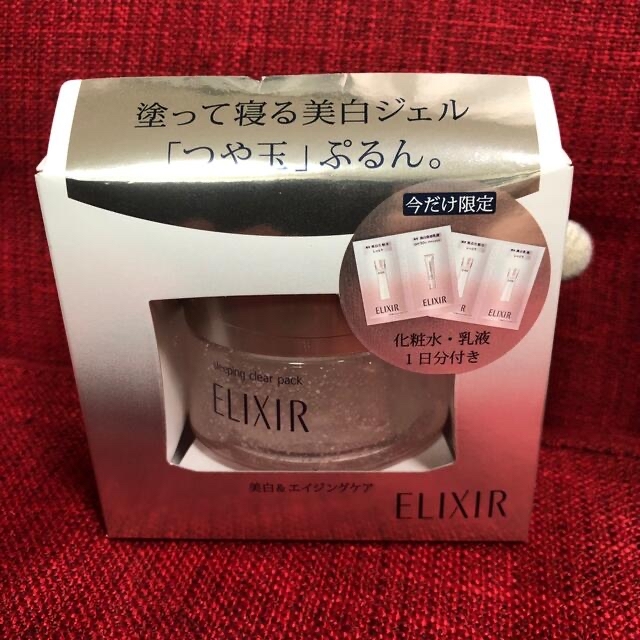 塗って寝る美白ジェル
「つや玉」ぷるん。
今だけ限定
ELIXIR
ELIXIR
ELIXIR
化粧水・乳液
1日分付き
sleeping clear pack
ELIXIR
美白&エイジングケア
ELIXIR